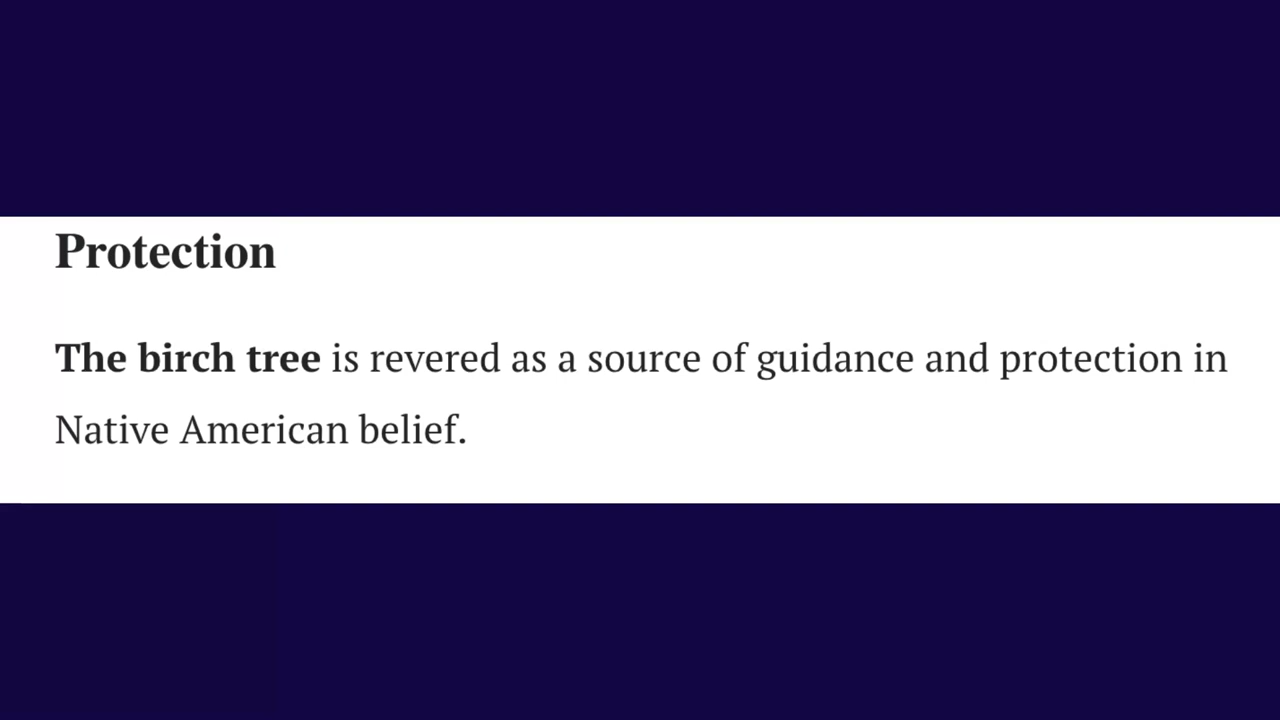 Protection
The birch tree is revered as a source of guidance and protection in
Native American belief.